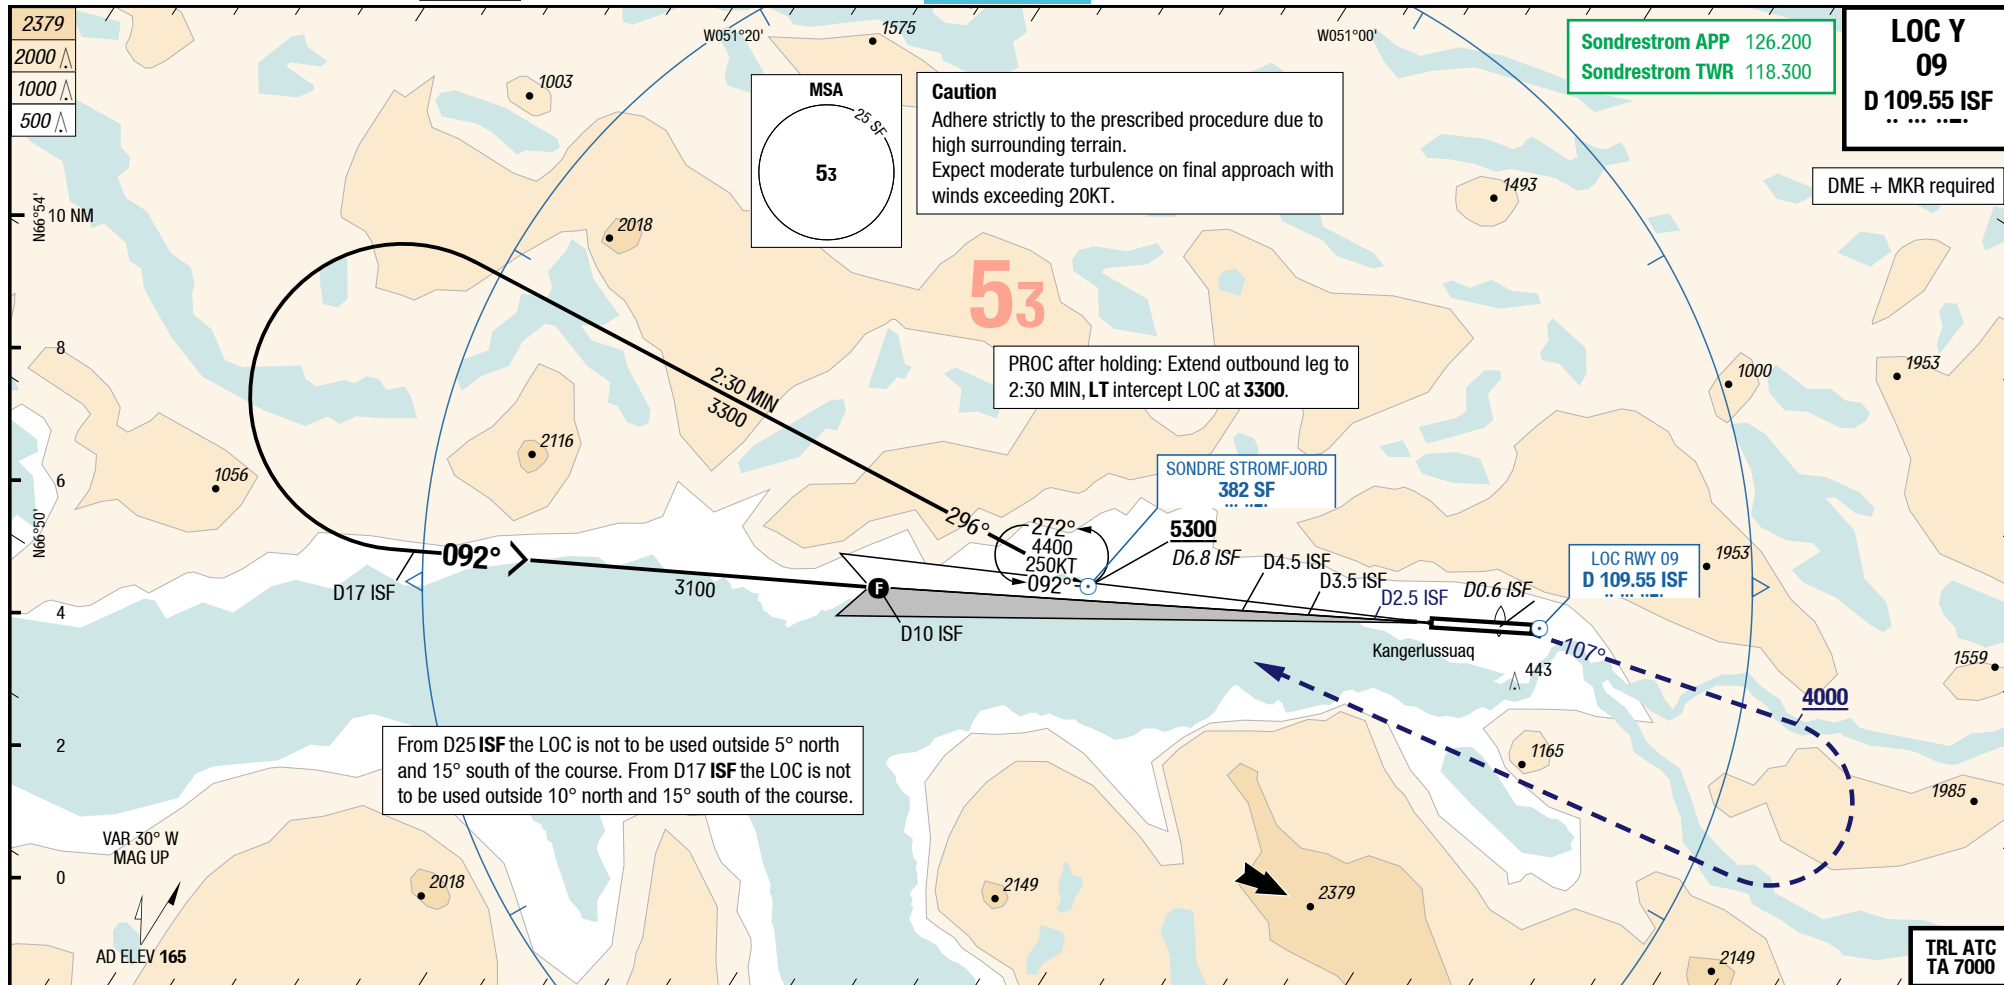 2379
2000
1000
500
1003
W051°20'
1575
W051°00'
Sondrestrom APP 126.200
Sondrestrom TWR 118.300
LOC Y
09
D 109.55 ISF
DME + MKR required
MSA
25 SF
53
Caution
Adhere strictly to the prescribed procedure due to
high surrounding terrain.
Expect moderate turbulence on final approach with
winds exceeding 20KT.
1493
N66°54'
10 NM
2018
53
PROC after holding: Extend outbound leg to
2:30 MIN, LT intercept LOC at 3300.
8
1000
1953
2:30 MIN
3300
2116
6
1056
SONDRE STROMFJORD
382 SF
N66°50'
296°
272°
4400
250KT
092°
5300
D6.8 ISF
D4.5 ISF
D3.5 ISF
D2.5 ISF
D0.6 ISF
LOC RWY 09
D 109.55 ISF
1953
092°
D17 ISF
3100
F
D10 ISF
4
Kangerlussuaq
107°
443
1559
4000
2
From D25 ISF the LOC is not to be used outside 5° north
and 15° south of the course. From D17 ISF the LOC is not
to be used outside 10° north and 15° south of the course.
1165
1985
VAR 30° W
MAG UP
0
2018
2149
2379
AD ELEV 165
2149
TRL ATC
TA 7000